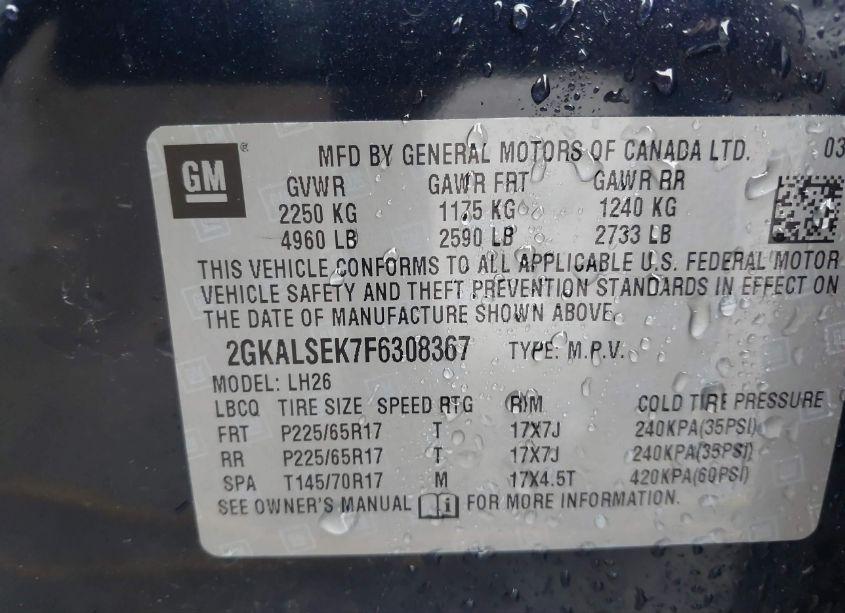 GM
MFD BY GENERAL MOTORS OF CANADA LTD. 03
GVWR GAWR FRT GAWR RR
2250 KG 1175 KG 1240 KG
4960 LB 2590 LB 2733 LB
THIS VEHICLE CONFORMS TO ALL APPLICABLE U.S. FEDERAL MOTOR
VEHICLE SAFETY AND THEFT PREVENTION STANDARDS IN EFFECT ON
THE DATE OF MANUFACTURE SHOWN ABOVE.
2GKALSEK7F6308367 TYPE: M.P.V.
MODEL: LH26
LBCQ TIRE SIZE SPEED RTG RIM COLD TIRE PRESSURE
FRT P225/65R17 T 17X7J 240KPA(35PSI)
RR P225/65R17 T 17X7J 240KPA(35PSI)
SPA T145/70R17 M 17X4.5T 420KPA(60PSI)
SEE OWNER'S MANUAL i FOR MORE INFORMATION.